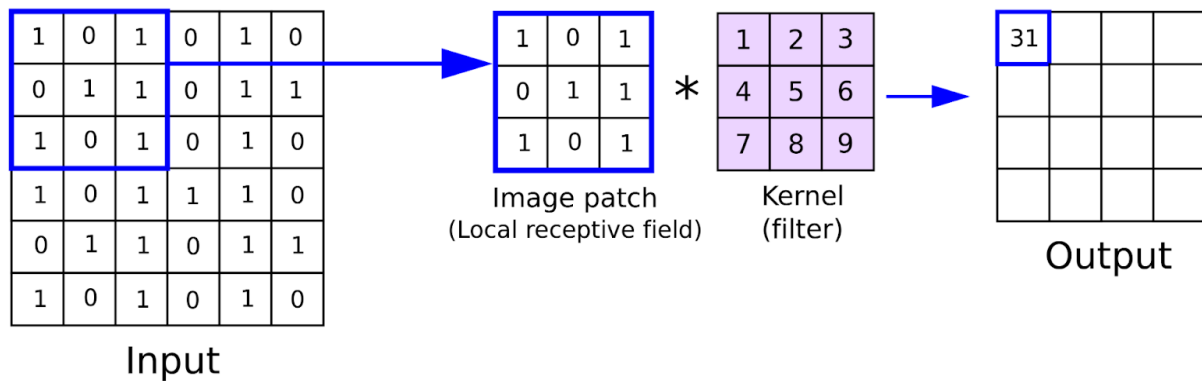 1 0 1 0 1 0
0 1 1 0 1 1
1 0 1 0 1 0
1 0 1 1 1 0
0 1 1 0 1 1
1 0 1 0 1 0
Input
1 0 1
0 1 1
1 0 1
Image patch
(Local receptive field)
*
1 2 3
4 5 6
7 8 9
Kernel
(filter)
31
Output